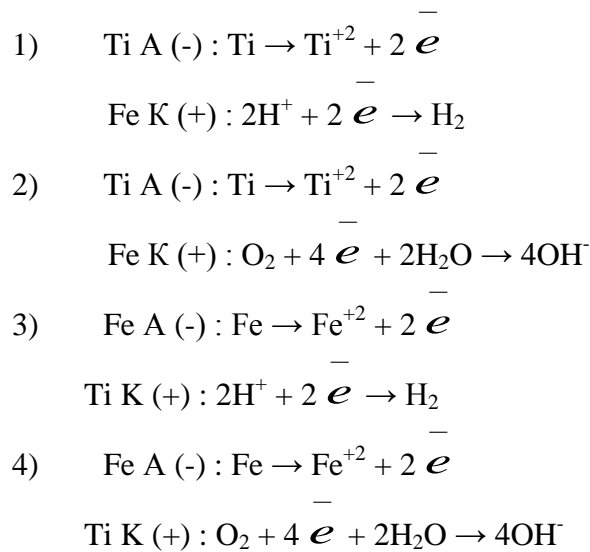 1) Ti A (-) : Ti → Ti⁺² + 2 e̅
Fe К (+) : 2H⁺ + 2 e̅ → H₂
2) Ti A (-) : Ti → Ti⁺² + 2 e̅
Fe К (+) : O₂ + 4 e̅ + 2H₂O → 4OH⁻
3) Fe A (-) : Fe → Fe⁺² + 2 e̅
Ti К (+) : 2H⁺ + 2 e̅ → H₂
4) Fe A (-) : Fe → Fe⁺² + 2 e̅
Ti К (+) : O₂ + 4 e̅ + 2H₂O → 4OH⁻